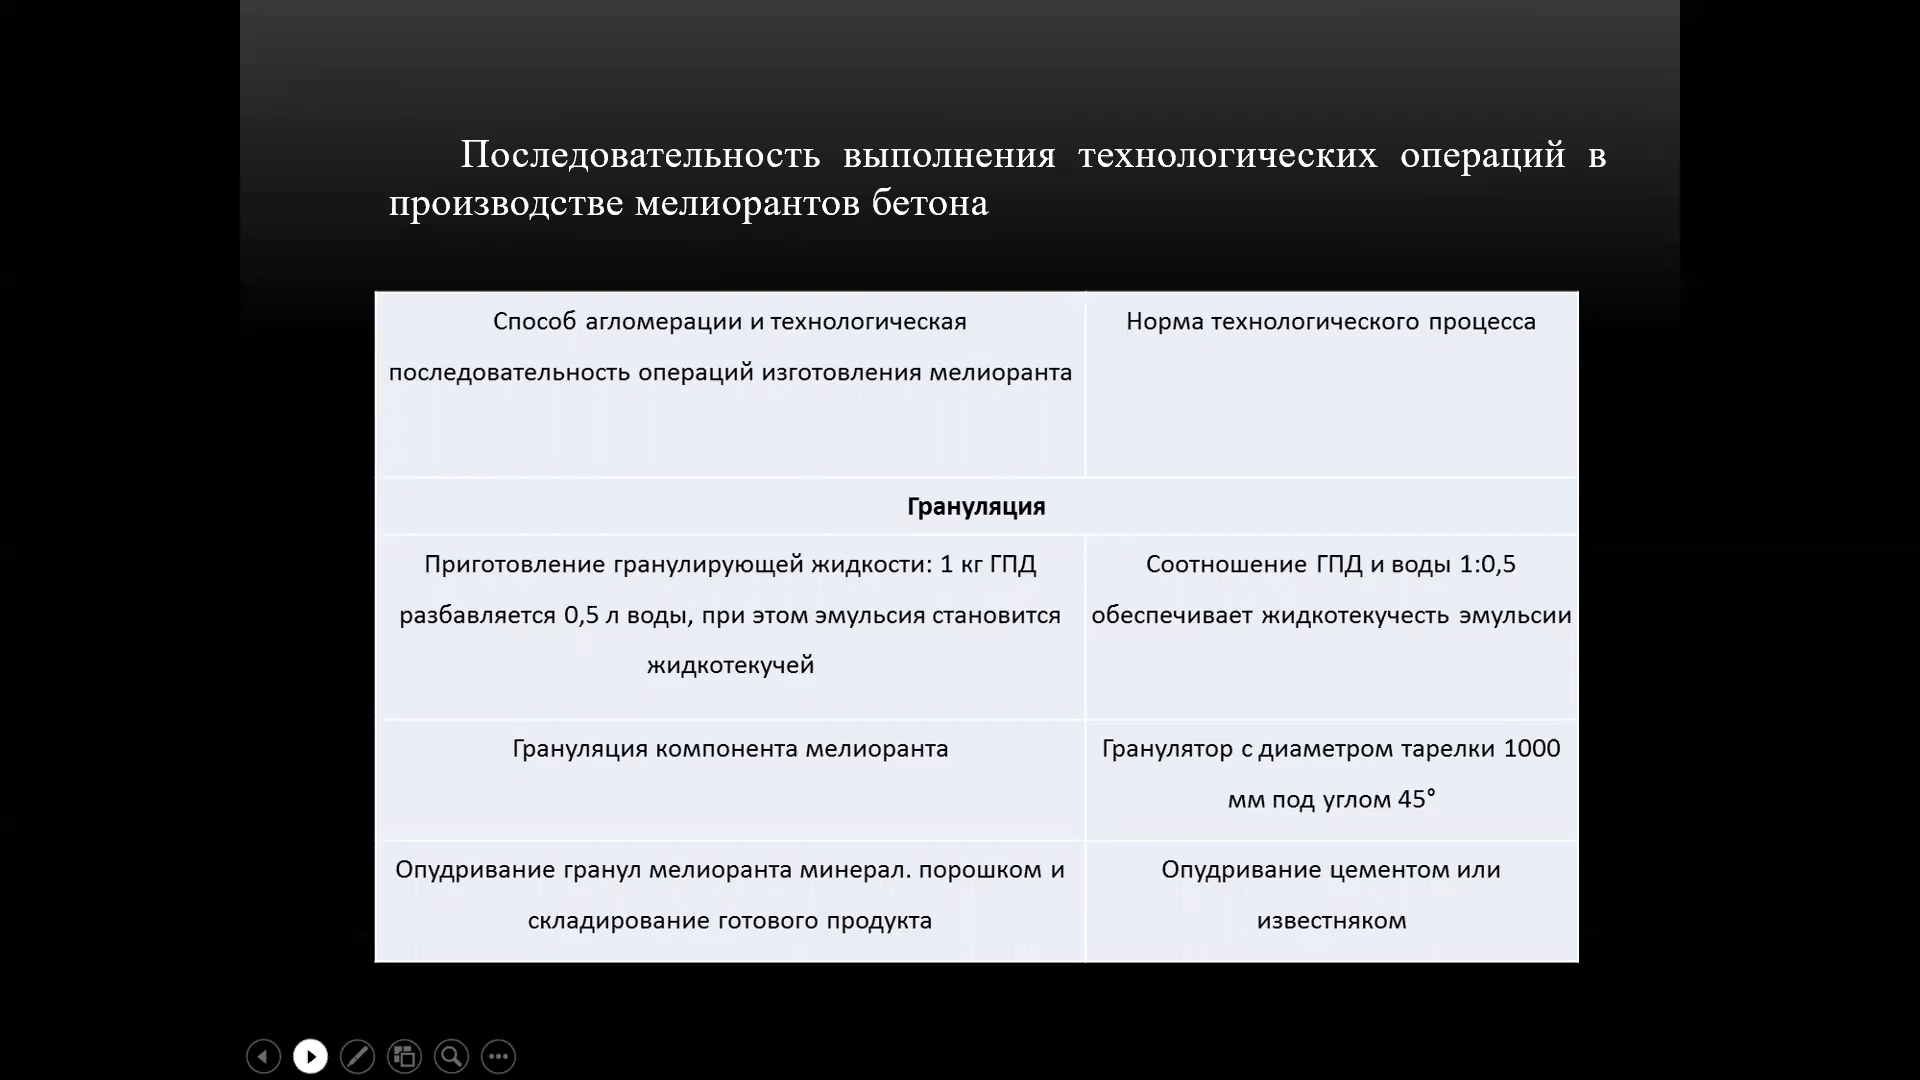 Последовательность выполнения технологических операций в
производстве мелиорантов бетона
Способ агломерации и технологическая
последовательность операций изготовления мелиоранта
Норма технологического процесса
Грануляция
Приготовление гранулирующей жидкости: 1 кг ГПД
разбавляется 0,5 л воды, при этом эмульсия становится
жидкотекучей
Соотношение ГПД и воды 1:0,5
обеспечивает жидкотекучесть эмульсии
Грануляция компонента мелиоранта
Гранулятор с диаметром тарелки 1000
мм под углом 45°
Опудривание гранул мелиоранта минерал. порошком и
складирование готового продукта
Опудривание цементом или
известняком